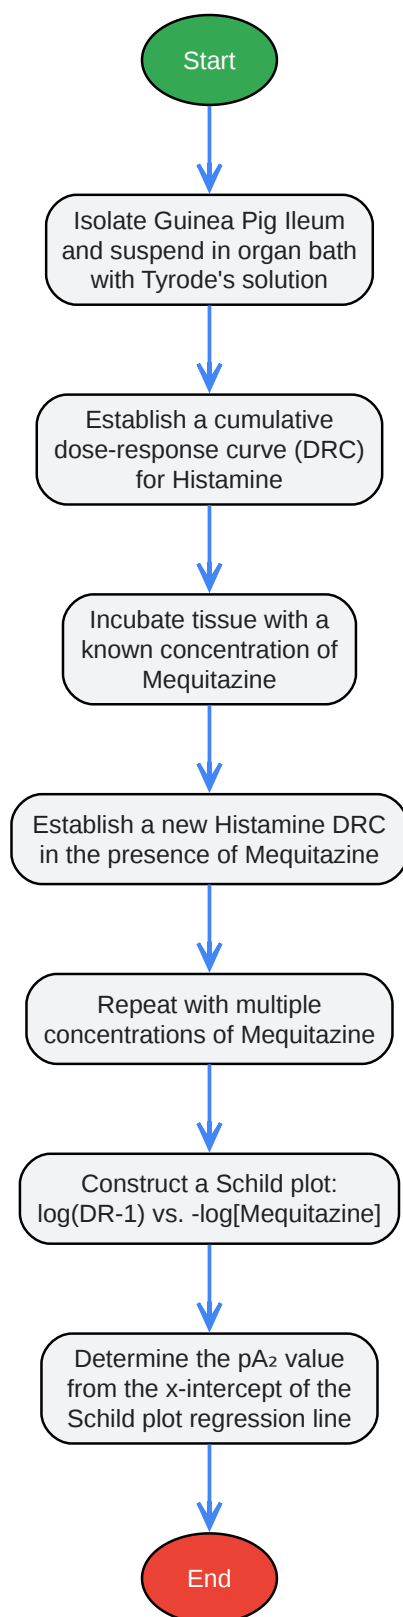 Start
Isolate Guinea Pig Ileum
and suspend in organ bath
with Tyrode's solution
Establish a cumulative
dose-response curve (DRC)
for Histamine
Incubate tissue with a
known concentration of
Mequitazine
Establish a new Histamine DRC
in the presence of Mequitazine
Repeat with multiple
concentrations of Mequitazine
Construct a Schild plot:
log(DR-1) vs. -log[Mequitazine]
Determine the pA₂ value
from the x-intercept of the
Schild plot regression line
End